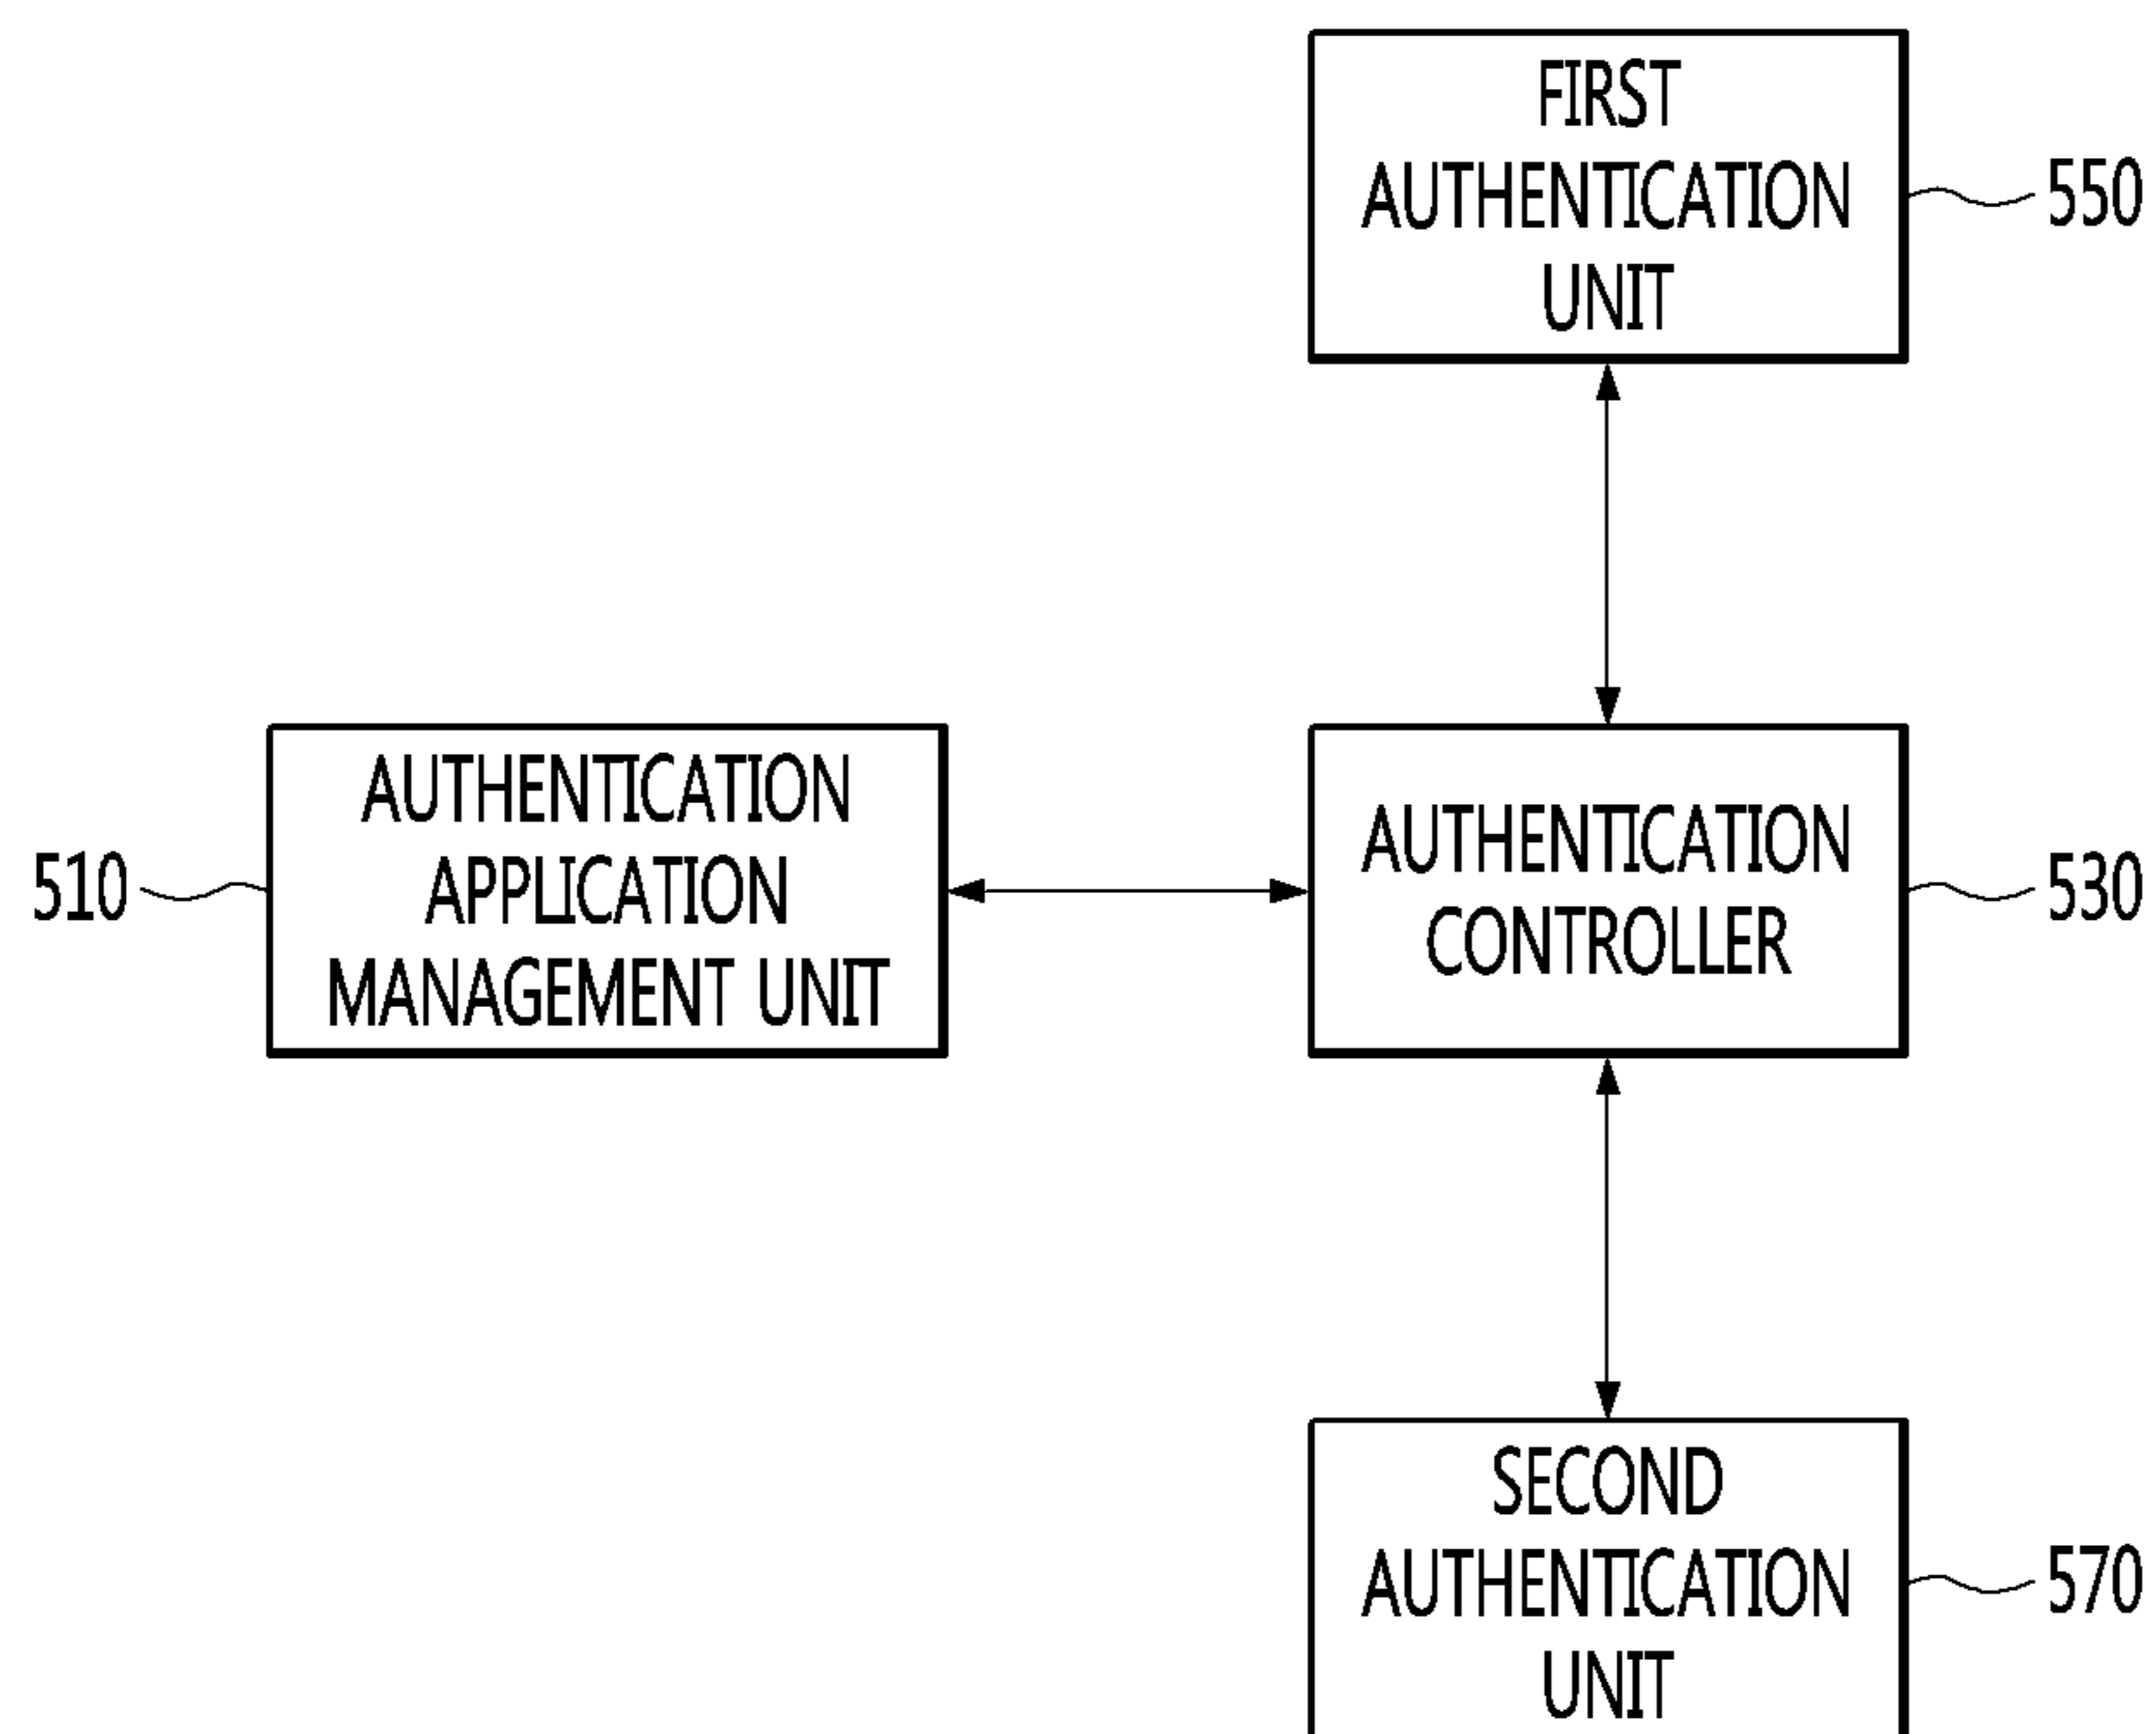 FIRST
AUTHENTICATION
UNIT
550
AUTHENTICATION
APPLICATION
MANAGEMENT UNIT
510
AUTHENTICATION
CONTROLLER
530
SECOND
AUTHENTICATION
UNIT
570